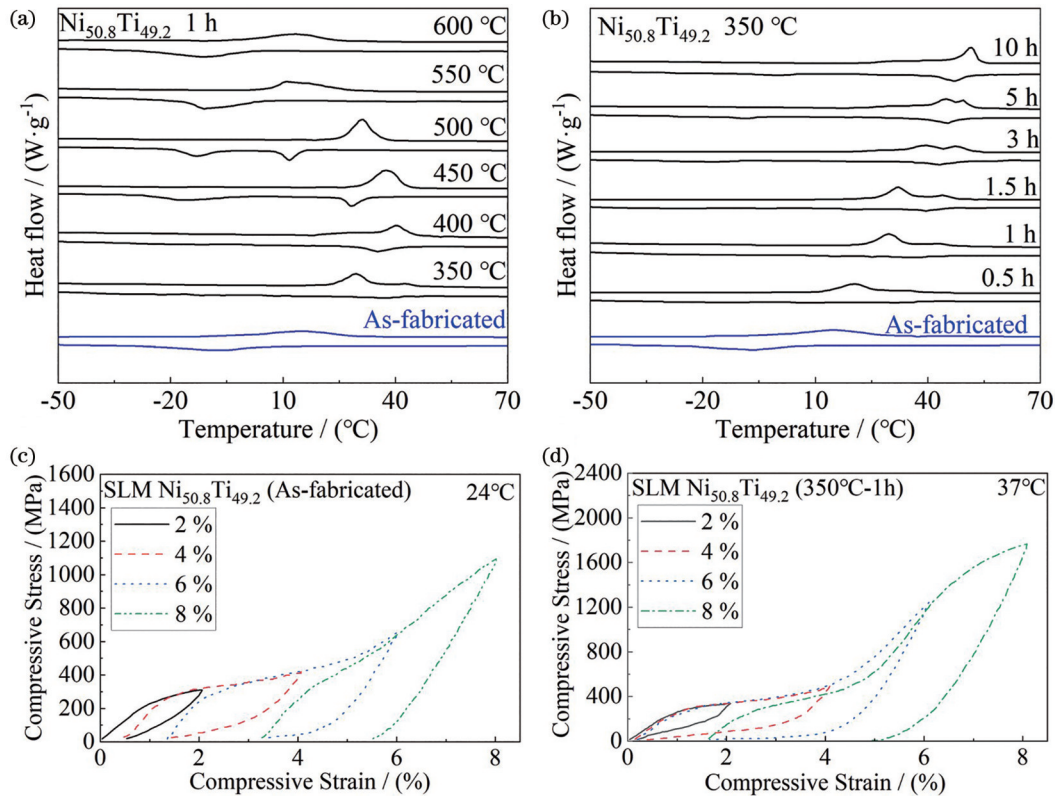 (a)
Ni50.8Ti49.2 1 h
600 °C
550 °C
500 °C
450 °C
400 °C
350 °C
As-fabricated
Heat flow / (W·g-1)
-50 -20 10 40 70
Temperature / (°C)
(b)
Ni50.8Ti49.2 350 °C
10 h
5 h
3 h
1.5 h
1 h
0.5 h
As-fabricated
Heat flow / (W·g-1)
-50 -20 10 40 70
Temperature / (°C)
(c)
SLM Ni50.8Ti49.2 (As-fabricated) 24°C
2 %
4 %
6 %
8 %
1600
1400
1200
1000
800
600
400
200
0
Compressive Stress / (MPa)
0 2 4 6 8
Compressive Strain / (%)
(d)
SLM Ni50.8Ti49.2 (350°C-1h) 37°C
2 %
4 %
6 %
8 %
2400
2000
1600
1200
800
400
0
Compressive Stress / (MPa)
0 2 4 6 8
Compressive Strain / (%)